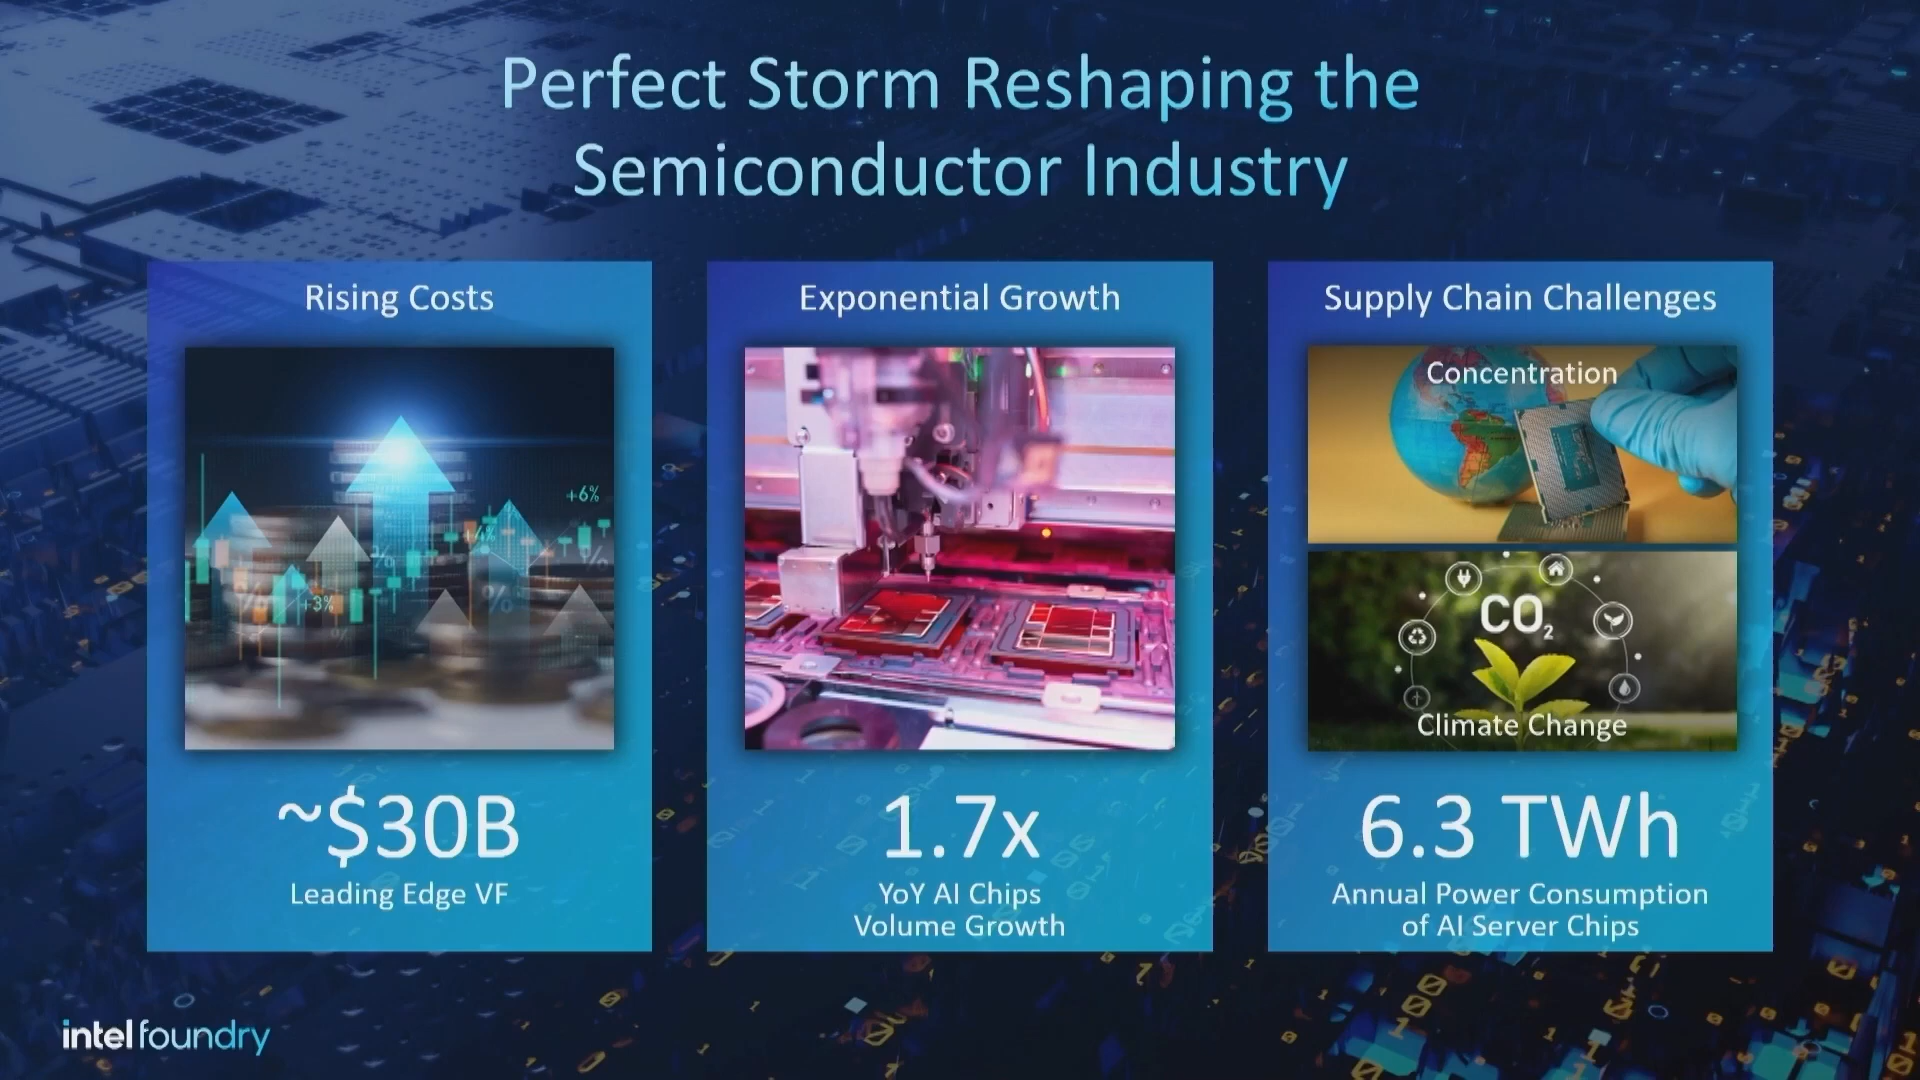 Perfect Storm Reshaping the
Semiconductor Industry
Rising Costs
+6%
+4%
%
%
+3%
%
%
%
~$30B
Leading Edge VF
Exponential Growth
1.7x
YoY AI Chips
Volume Growth
Supply Chain Challenges
Concentration
CO₂
Climate Change
6.3 TWh
Annual Power Consumption
of AI Server Chips
intel foundry